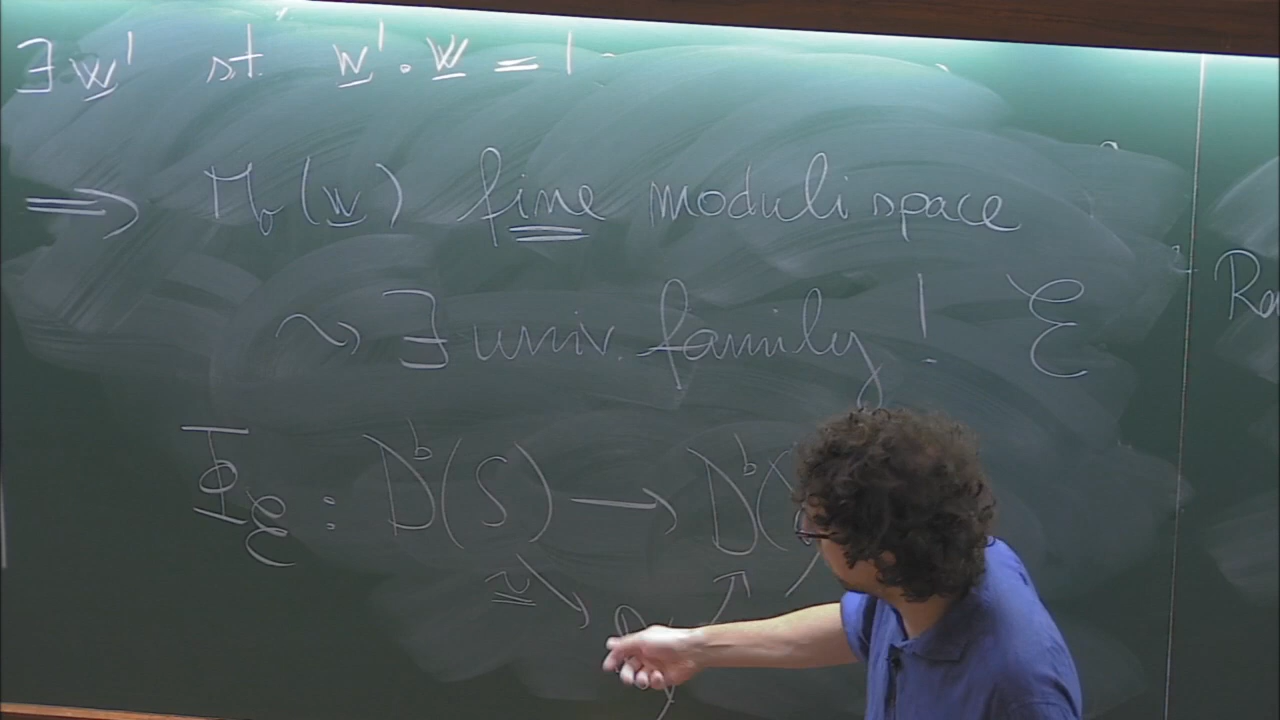 ∃ w' st. w' · w = 1
⟹ M_σ(w) fine moduli space
⤳ ∃ univ. family! ℰ
Φ_ℰ : D^b(S) ⟶ D^b(X
≃ ↘ ↗
Ro